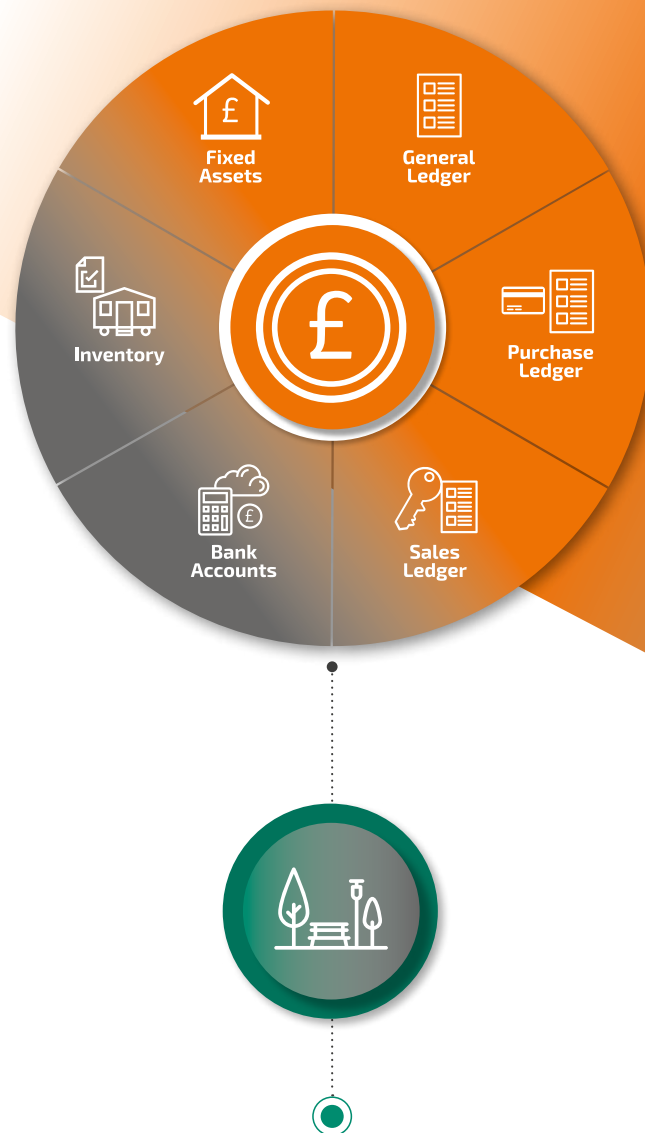 Fixed
Assets
General
Ledger
£
£
Inventory
Purchase
Ledger
£
Bank
Accounts
Sales
Ledger